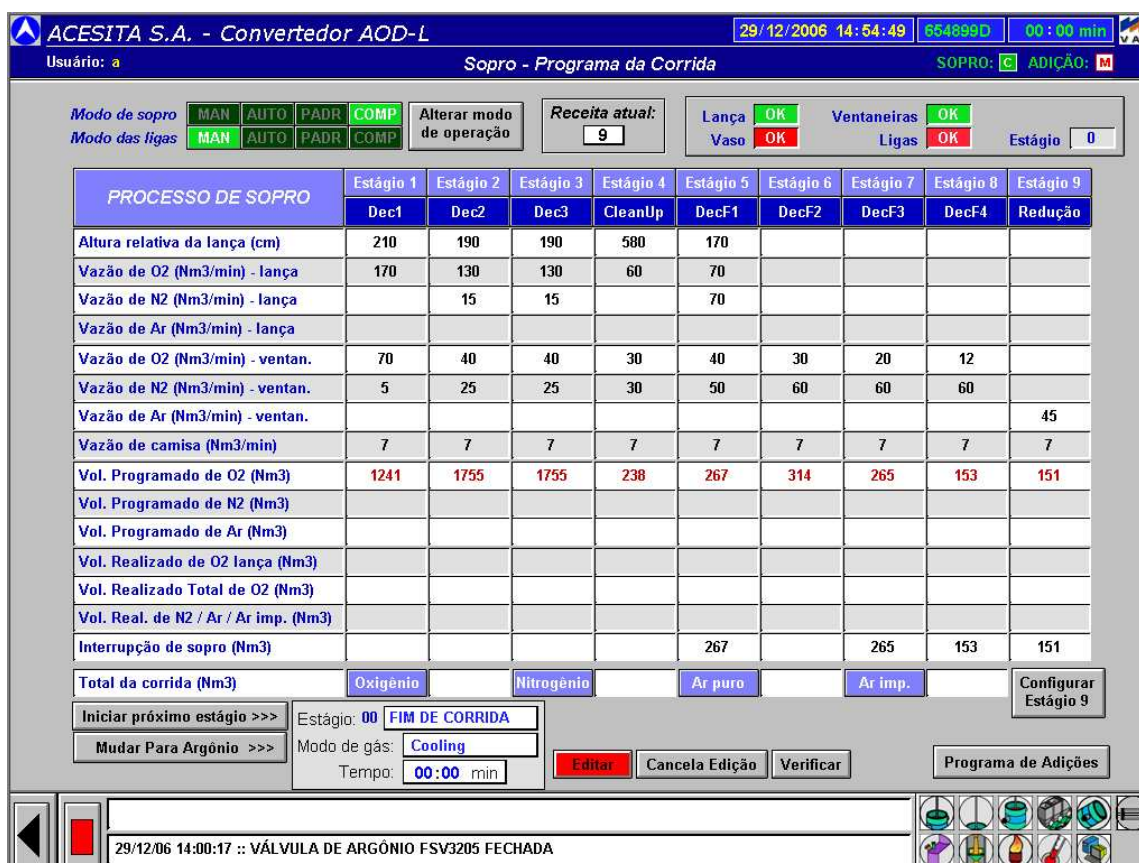 ACESITA S.A. - Convertedor AOD-L 29/12/2006 14:54:49 654899D 00:00 min
Usuário: a Sopro - Programa da Corrida SOPRO: C ADIÇÃO: M
VA
Modo de sopro MAN AUTO PADR COMP Alterar modo de operação Receita atual: 9 Lança OK Ventaneiras OK
Modo das ligas MAN AUTO PADR COMP Vaso OK Ligas OK Estágio 0
PROCESSO DE SOPRO Estágio 1 Estágio 2 Estágio 3 Estágio 4 Estágio 5 Estágio 6 Estágio 7 Estágio 8 Estágio 9
Dec1 Dec2 Dec3 CleanUp DecF1 DecF2 DecF3 DecF4 Redução
Altura relativa da lança (cm) 210 190 190 580 170
Vazão de O2 (Nm3/min) - lança 170 130 130 60 70
Vazão de N2 (Nm3/min) - lança 15 15 70
Vazão de Ar (Nm3/min) - lança
Vazão de O2 (Nm3/min) - ventan. 70 40 40 30 40 30 20 12
Vazão de N2 (Nm3/min) - ventan. 5 25 25 30 50 60 60 60
Vazão de Ar (Nm3/min) - ventan. 45
Vazão de camisa (Nm3/min) 7 7 7 7 7 7 7 7 7
Vol. Programado de O2 (Nm3) 1241 1755 1755 238 267 314 265 153 151
Vol. Programado de N2 (Nm3)
Vol. Programado de Ar (Nm3)
Vol. Realizado de O2 lança (Nm3)
Vol. Realizado Total de O2 (Nm3)
Vol. Real. de N2 / Ar / Ar imp. (Nm3)
Interrupção de sopro (Nm3) 267 265 153 151
Total da corrida (Nm3) Oxigênio Nitrogênio Ar puro Ar imp. Configurar Estágio 9
Iniciar próximo estágio >>> Estágio: 00 FIM DE CORRIDA
Mudar Para Argônio >>> Modo de gás: Cooling
Tempo: 00:00 min Editar Cancela Edição Verificar Programa de Adições
29/12/06 14:00:17 :: VÁLVULA DE ARGÔNIO FSV3205 FECHADA